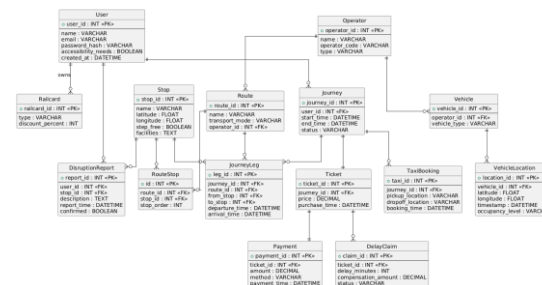 User
user_id : INT «PK»
name : VARCHAR
email : VARCHAR
password_hash : VARCHAR
accessibility_needs : BOOLEAN
created_at : DATETIME
Operator
operator_id : INT «PK»
name : VARCHAR
operator_code : VARCHAR
type : VARCHAR
owns
Railcard
railcard_id : INT «PK»
type : VARCHAR
discount_percent : INT
Stop
stop_id : INT «PK»
name : VARCHAR
latitude : FLOAT
longitude : FLOAT
step_free : BOOLEAN
facilities : TEXT
Route
route_id : INT «PK»
name : VARCHAR
transport_mode : VARCHAR
operator_id : INT «FK»
Journey
journey_id : INT «PK»
user_id : INT «FK»
start_time : DATETIME
end_time : DATETIME
status : VARCHAR
Vehicle
vehicle_id : INT «PK»
operator_id : INT «FK»
vehicle_type : VARCHAR
DisruptionReport
report_id : INT «PK»
user_id : INT «FK»
stop_id : INT «FK»
description : TEXT
report_time : DATETIME
confirmed : BOOLEAN
RouteStop
id : INT «PK»
route_id : INT «FK»
stop_id : INT «FK»
stop_order : INT
JourneyLeg
leg_id : INT «PK»
journey_id : INT «FK»
route_id : INT «FK»
from_stop : INT «FK»
to_stop : INT «FK»
departure_time : DATETIME
arrival_time : DATETIME
Ticket
ticket_id : INT «PK»
journey_id : INT «FK»
price : DECIMAL
purchase_time : DATETIME
TaxiBooking
taxi_id : INT «PK»
journey_id : INT «FK»
pickup_location : VARCHAR
dropoff_location : VARCHAR
booking_time : DATETIME
VehicleLocation
location_id : INT «PK»
vehicle_id : INT «FK»
latitude : FLOAT
longitude : FLOAT
timestamp : DATETIME
occupancy_level : VARC
Payment
payment_id : INT «PK»
ticket_id : INT «FK»
amount : DECIMAL
method : VARCHAR
payment_time : DATETIME
DelayClaim
claim_id : INT «PK»
ticket_id : INT «FK»
delay_minutes : INT
compensation_amount : DECIMAL
status : VARCHAR